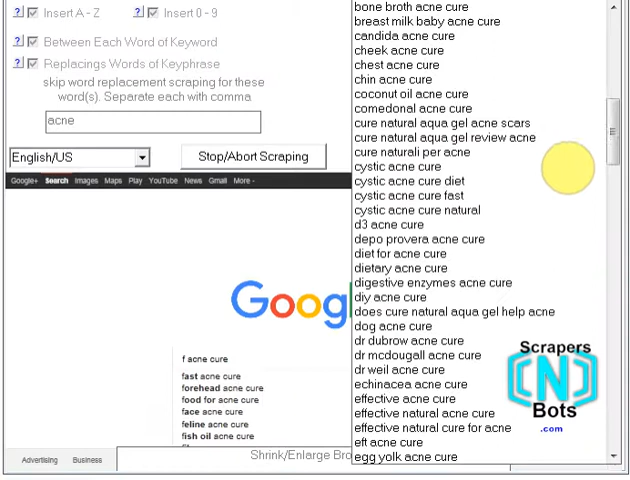 ? Insert A - Z ? Insert 0 - 9
? Between Each Word of Keyword
? Replacings Words of Keyphrase
skip word replacement scraping for these
word(s). Separate each with comma
acne
English/US
Stop/Abort Scraping
Google+ Search Images Maps Play YouTube News Gmail More -
Googl
f acne cure
fast acne cure
forehead acne cure
food for acne cure
face acne cure
feline acne cure
fish oil acne cure
Advertising Business
Shrink/Enlarge Bro
bone broth acne cure
breast milk baby acne cure
candida acne cure
cheek acne cure
chest acne cure
chin acne cure
coconut oil acne cure
comedonal acne cure
cure natural aqua gel acne scars
cure natural aqua gel review acne
cure naturali per acne
cystic acne cure
cystic acne cure diet
cystic acne cure fast
cystic acne cure natural
d3 acne cure
depo provera acne cure
diet for acne cure
dietary acne cure
digestive enzymes acne cure
diy acne cure
does cure natural aqua gel help acne
dog acne cure
dr dubrow acne cure
dr mcdougall acne cure
dr weil acne cure
echinacea acne cure
effective acne cure
effective natural acne cure
effective natural cure for acne
eft acne cure
egg yolk acne cure
Scrapers
N
Bots
.com